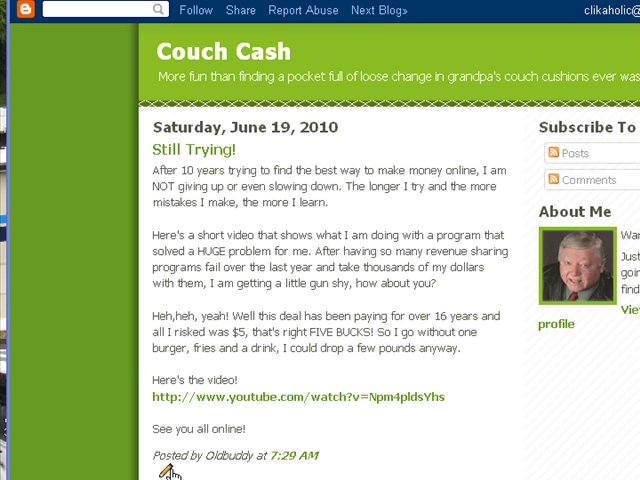 Follow Share Report Abuse Next Blog» clikaholic@
Couch Cash
More fun than finding a pocket full of loose change in grandpa's couch cushions ever was
Saturday, June 19, 2010
Still Trying!
After 10 years trying to find the best way to make money online, I am
NOT giving up or even slowing down. The longer I try and the more
mistakes I make, the more I learn.
Here's a short video that shows what I am doing with a program that
solved a HUGE problem for me. After having so many revenue sharing
programs fail over the last year and take thousands of my dollars
with them, I am getting a little gun shy, how about you?
Heh,heh, yeah! Well this deal has been paying for over 16 years and
all I risked was $5, that's right FIVE BUCKS! So I go without one
burger, fries and a drink, I could drop a few pounds anyway.
Here's the video!
http://www.youtube.com/watch?v=Npm4pldsYhs
See you all online!
Posted by Oldbuddy at 7:29 AM
Subscribe To
Posts
Comments
About Me
War
Just
goin
find
Vie
profile